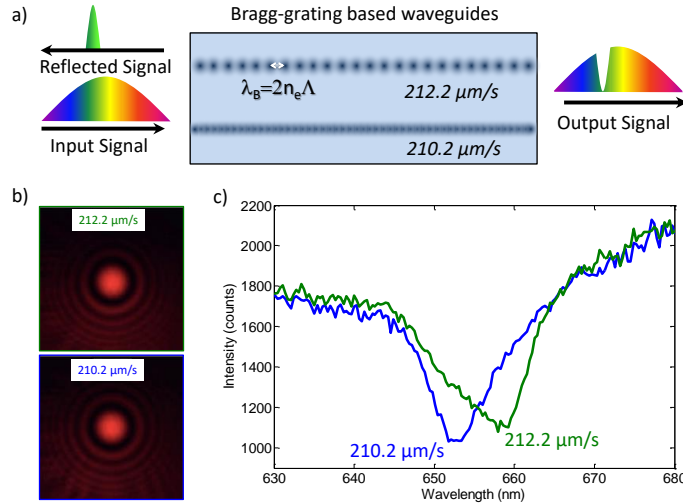 a)
Bragg-grating based waveguides
Reflected Signal
Input Signal
λB=2neΛ
212.2 µm/s
210.2 µm/s
Output Signal
b)
212.2 µm/s
210.2 µm/s
c)
2200
2000
1800
1600
1400
1200
1000
Intensity (counts)
210.2 µm/s
212.2 µm/s
630
640
650
660
670
680
Wavelength (nm)